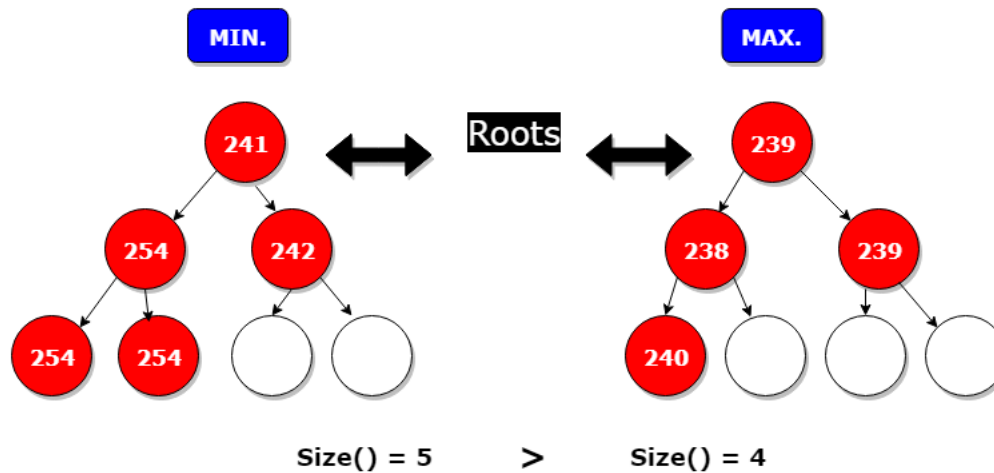 MIN. MAX.
Roots
241 239
254 242 238 239
254 254 240
Size() = 5 > Size() = 4